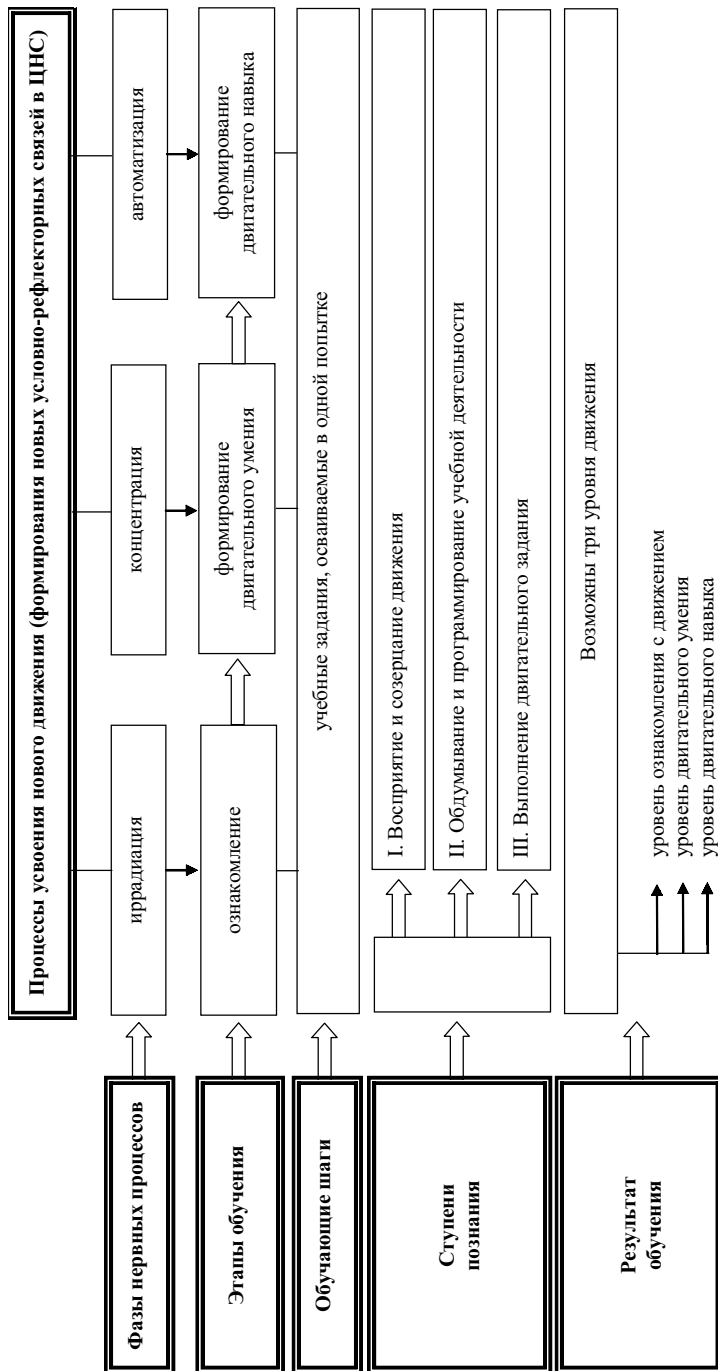 Процессы усвоения нового движения (формирования новых условно-рефлекторных связей в ЦНС)
Фазы нервных процессов
иррадиация
концентрация
автоматизация
Этапы обучения
ознакомление
формирование
двигательного умения
формирование
двигательного навыка
Обучающие шаги
учебные задания, осваиваемые в одной попытке
Ступени
познания
I. Восприятие и созерцание движения
II. Обдумывание и программирование учебной деятельности
III. Выполнение двигательного задания
Результат
обучения
Возможны три уровня движения
уровень ознакомления с движением
уровень двигательного умения
уровень двигательного навыка